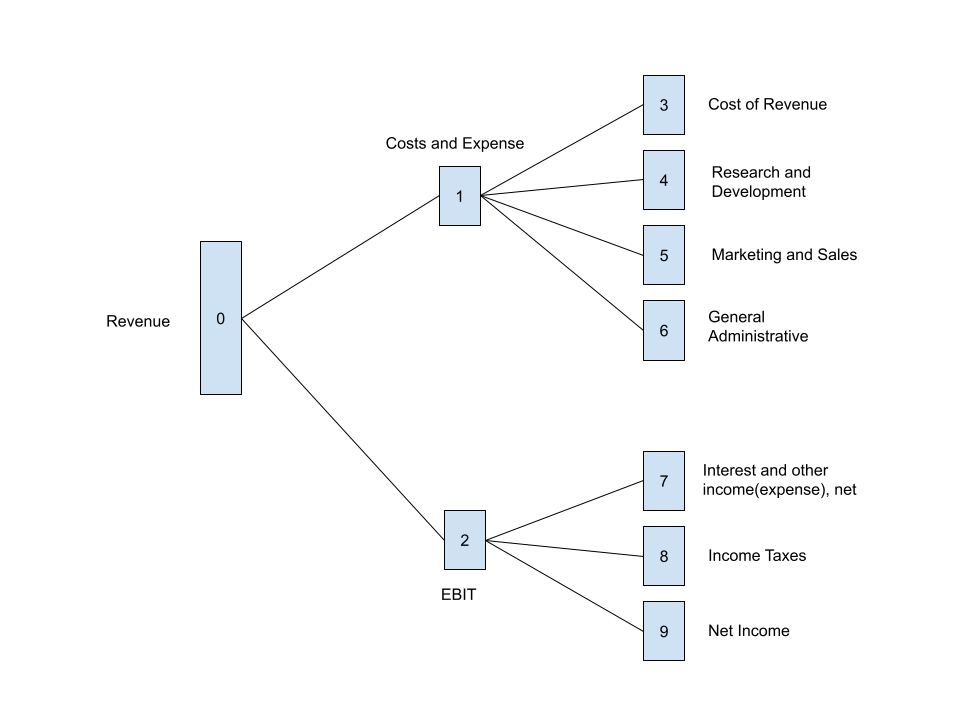 3
Cost of Revenue
Costs and Expense
4
Research and
Development
1
5
Marketing and Sales
Revenue
0
6
General
Administrative
7
Interest and other
income(expense), net
2
8
Income Taxes
EBIT
9
Net Income